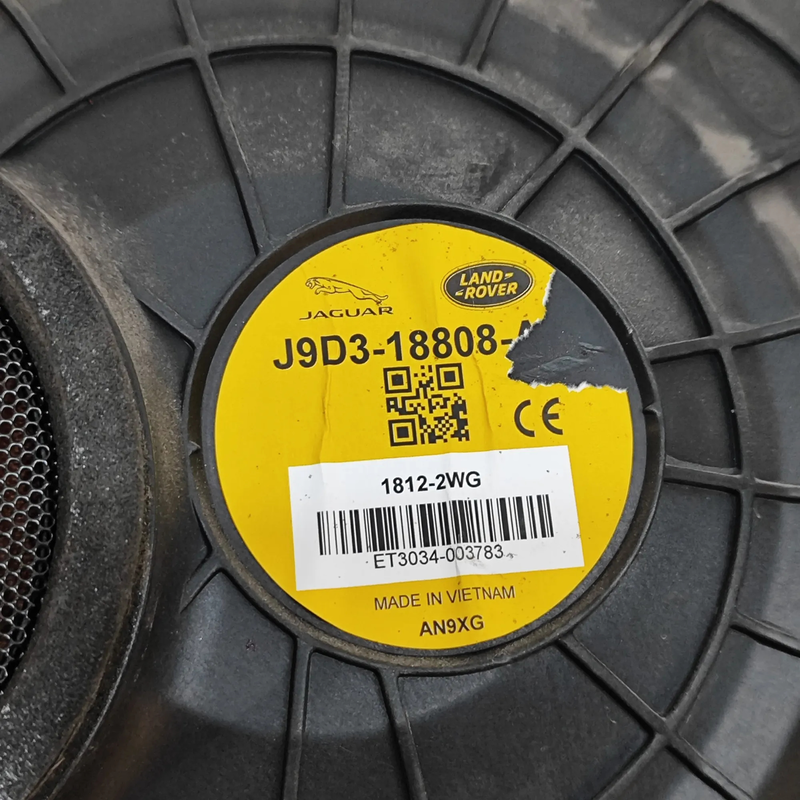 JAGUAR
LAND-
-ROVER
J9D3-18808-
CE
1812-2WG
ET3034-003783
MADE IN VIETNAM
AN9XG